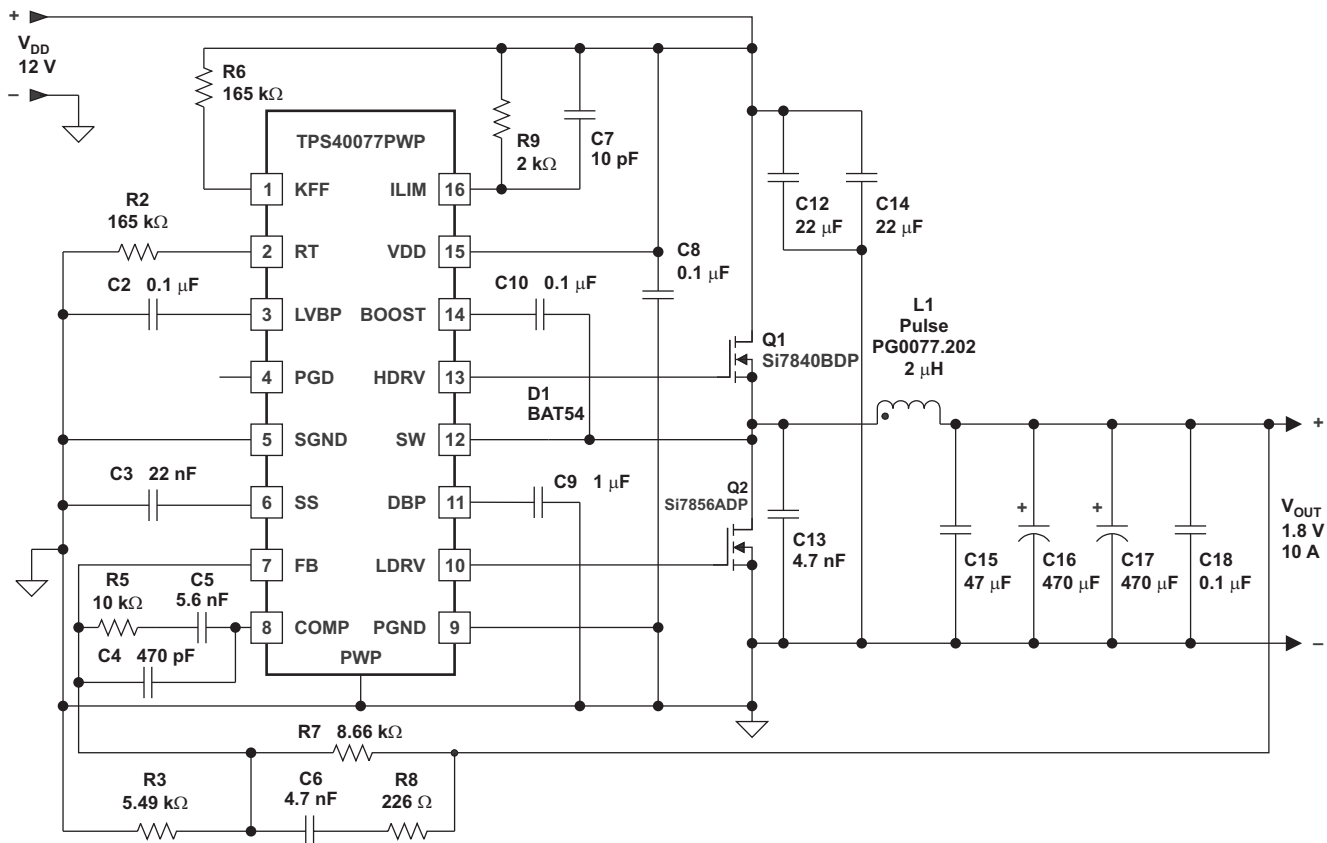 +
V_DD
12 V
–
R6
165 kΩ
TPS40077PWP
R9
2 kΩ
C7
10 pF
1 KFF ILIM 16
C12
22 µF
C14
22 µF
R2
165 kΩ
2 RT VDD 15
C8
0.1 µF
C2 0.1 µF
C10 0.1 µF
3 LVBP BOOST 14
L1
Pulse
PG0077.202
2 µH
Q1
Si7840BDP
4 PGD HDRV 13
D1
BAT54
5 SGND SW 12
+
C3 22 nF
C9 1 µF
Q2
Si7856ADP
6 SS DBP 11
C13
4.7 nF
+
+
V_OUT
1.8 V
10 A
C15
47 µF
C16
470 µF
C17
470 µF
C18
0.1 µF
7 FB LDRV 10
R5
10 kΩ
C5
5.6 nF
8 COMP PGND 9
–
C4 470 pF
PWP
R7 8.66 kΩ
R3
5.49 kΩ
C6
4.7 nF
R8
226 Ω